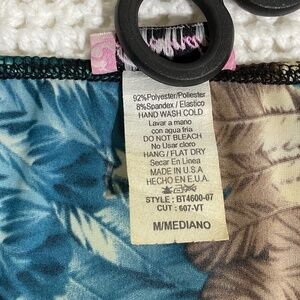 92%Polyester/Poliester
8%Spandex / Elastico
HAND WASH COLD
Lavar a mano
con agua fria
DO NOT BLEACH
No Usar cloro
HANG / FLAT DRY
Secar En Linea
MADE IN U.S.A
HECHO EN E.U.
STYLE : BT4600-07
CUT : 607-VT
M/MEDIANO